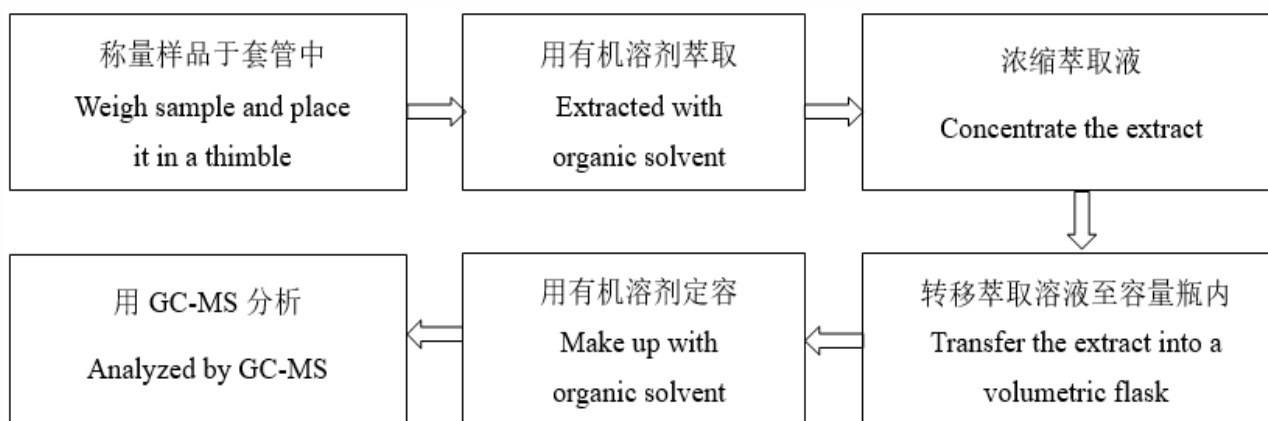 称量样品于套管中
Weigh sample and place
it in a thimble
用有机溶剂萃取
Extracted with
organic solvent
浓缩萃取液
Concentrate the extract
转移萃取溶液至容量瓶内
Transfer the extract into a
volumetric flask
用有机溶剂定容
Make up with
organic solvent
用 GC-MS 分析
Analyzed by GC-MS